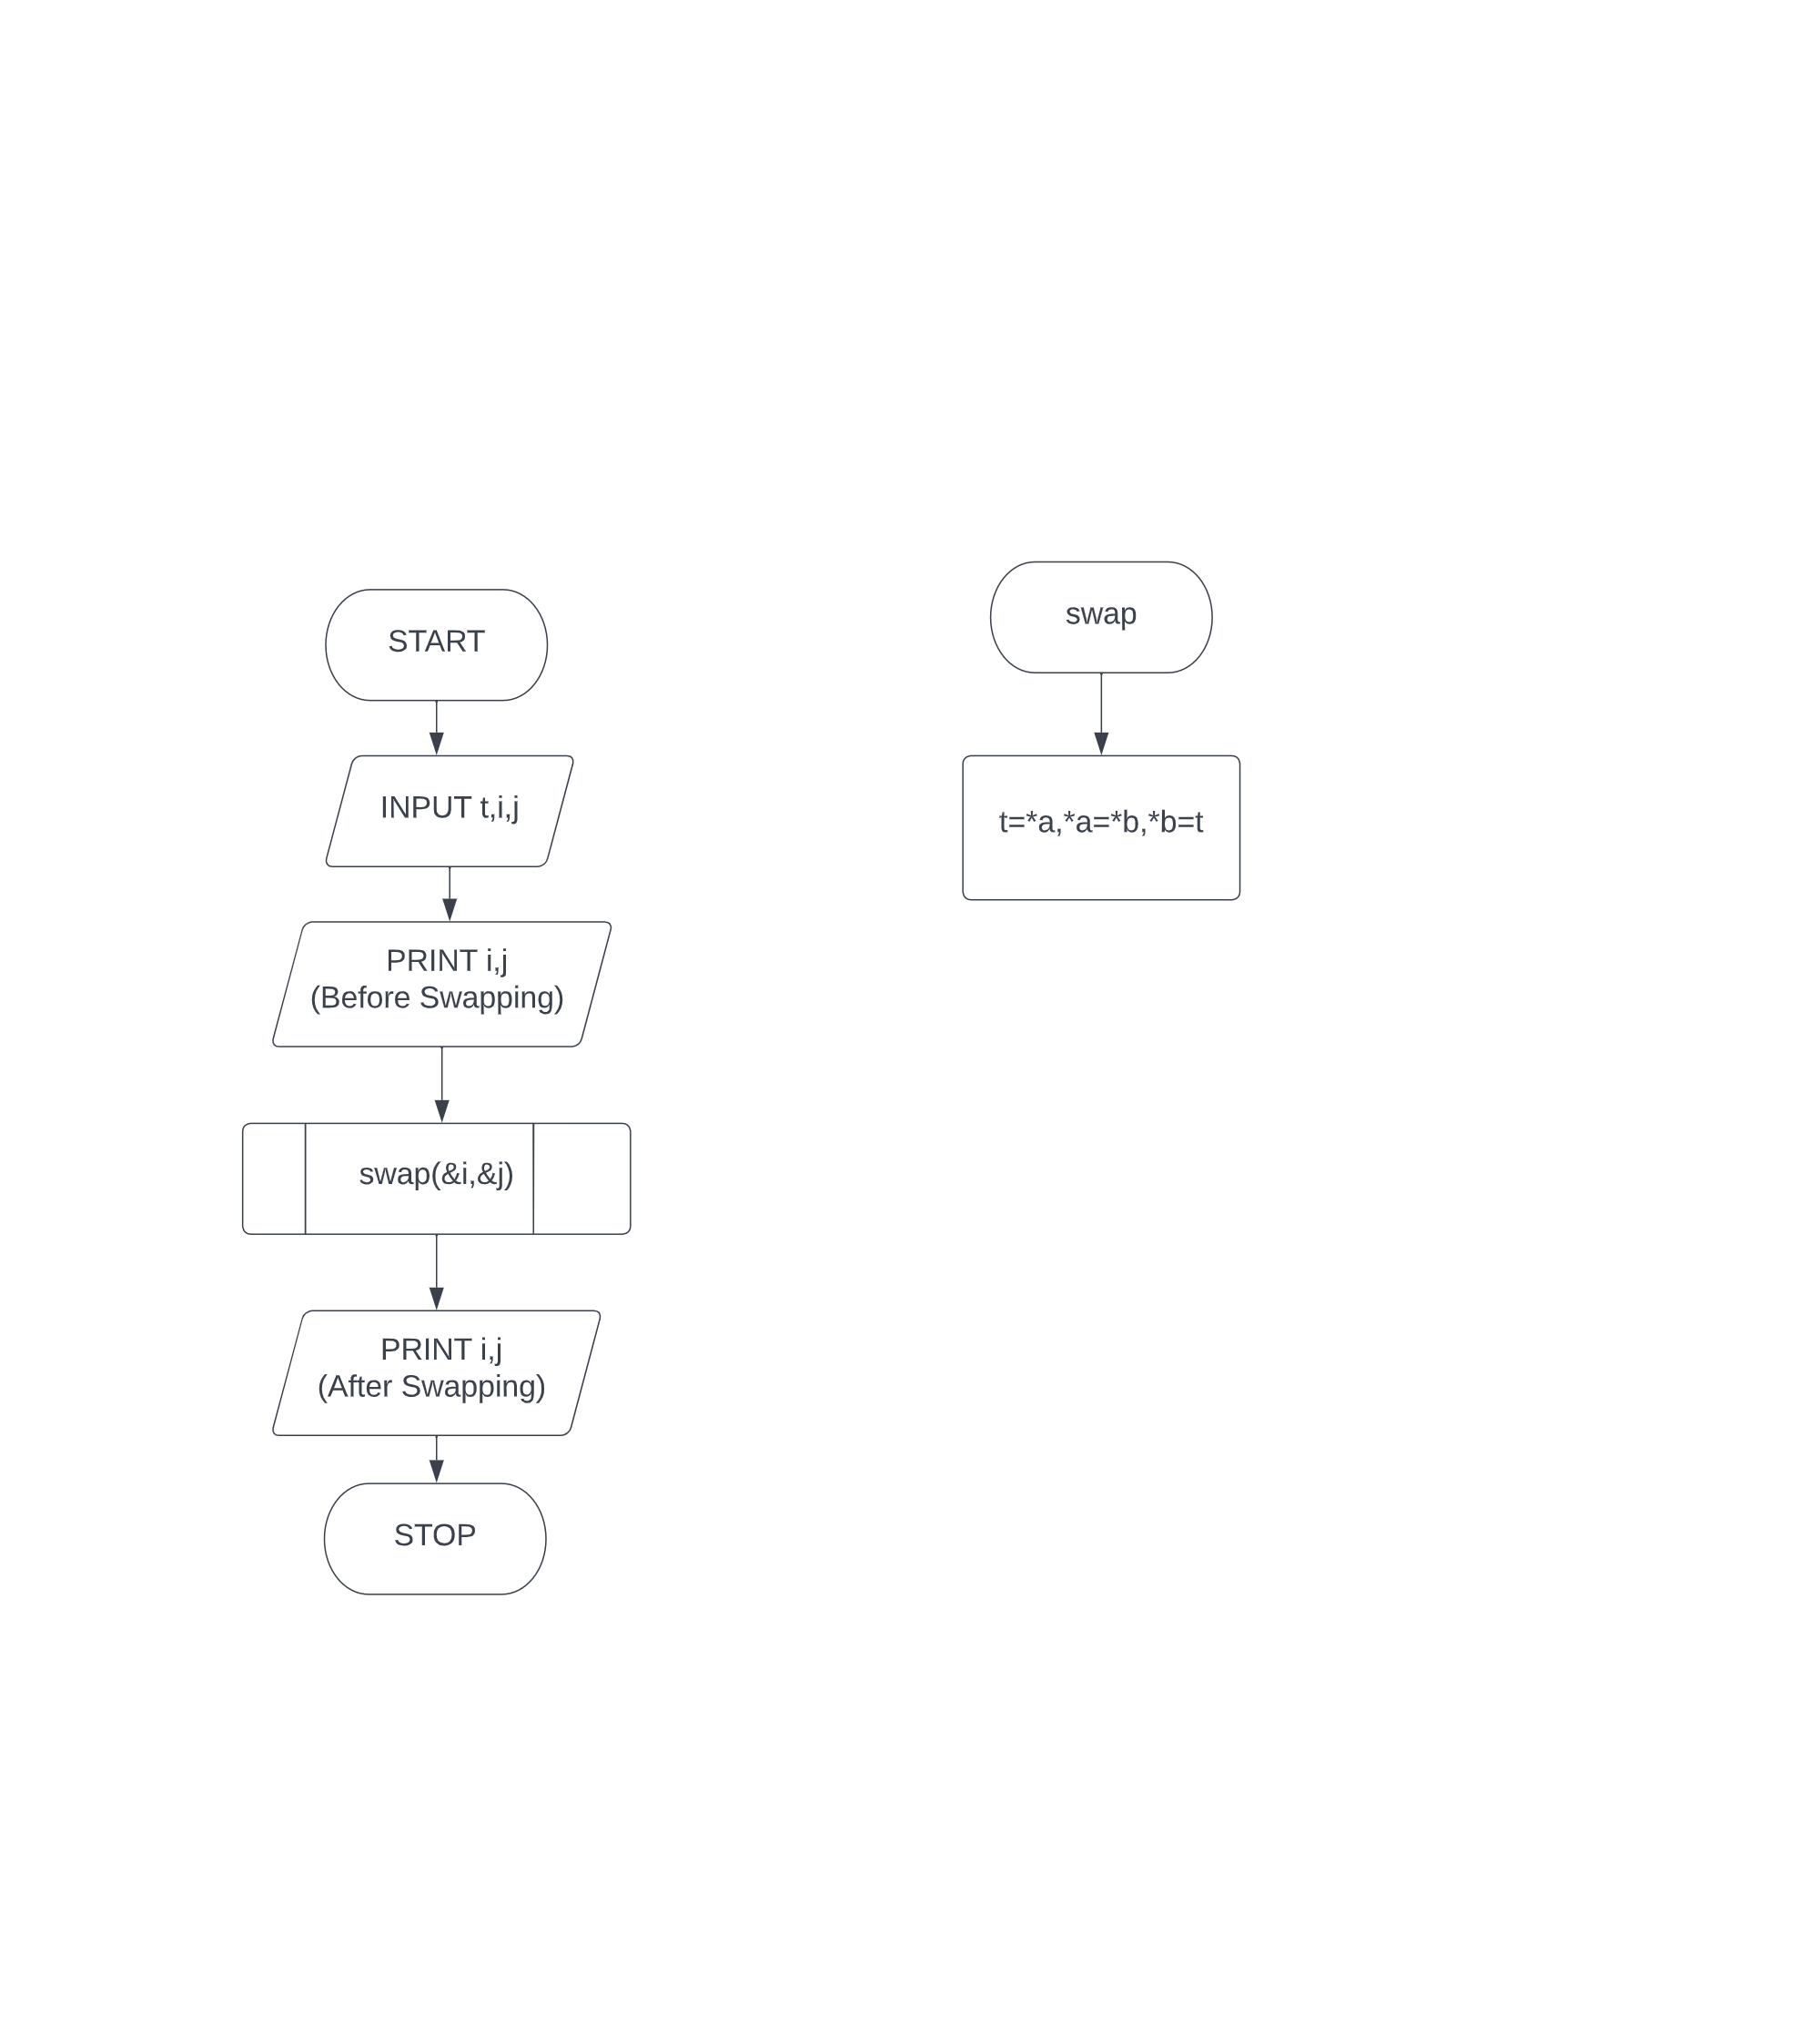 START
INPUT t,i,j
PRINT i,j
(Before Swapping)
swap(&i,&j)
PRINT i,j
(After Swapping)
STOP
swap
t=*a,*a=*b,*b=t